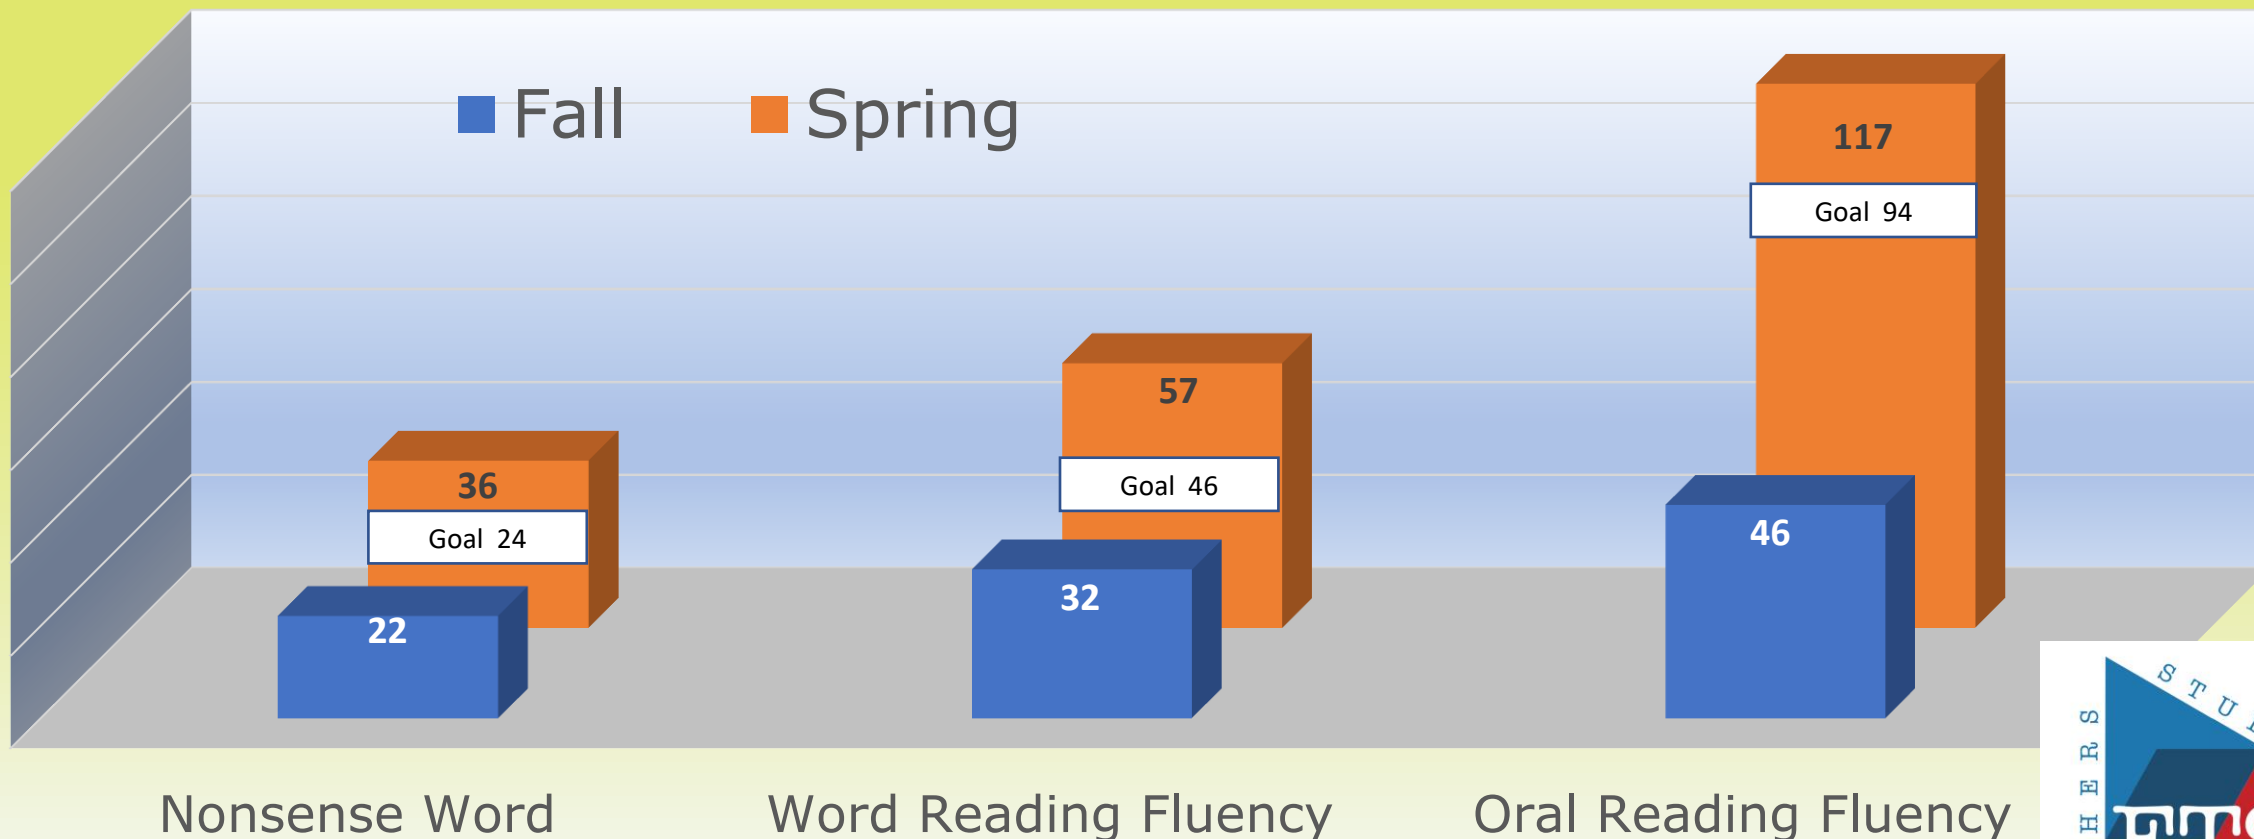 Fall Spring
117
Goal 94
57
36
Goal 46
Goal 24
46
32
22
Nonsense Word Word Reading Fluency Oral Reading Fluency
HERS